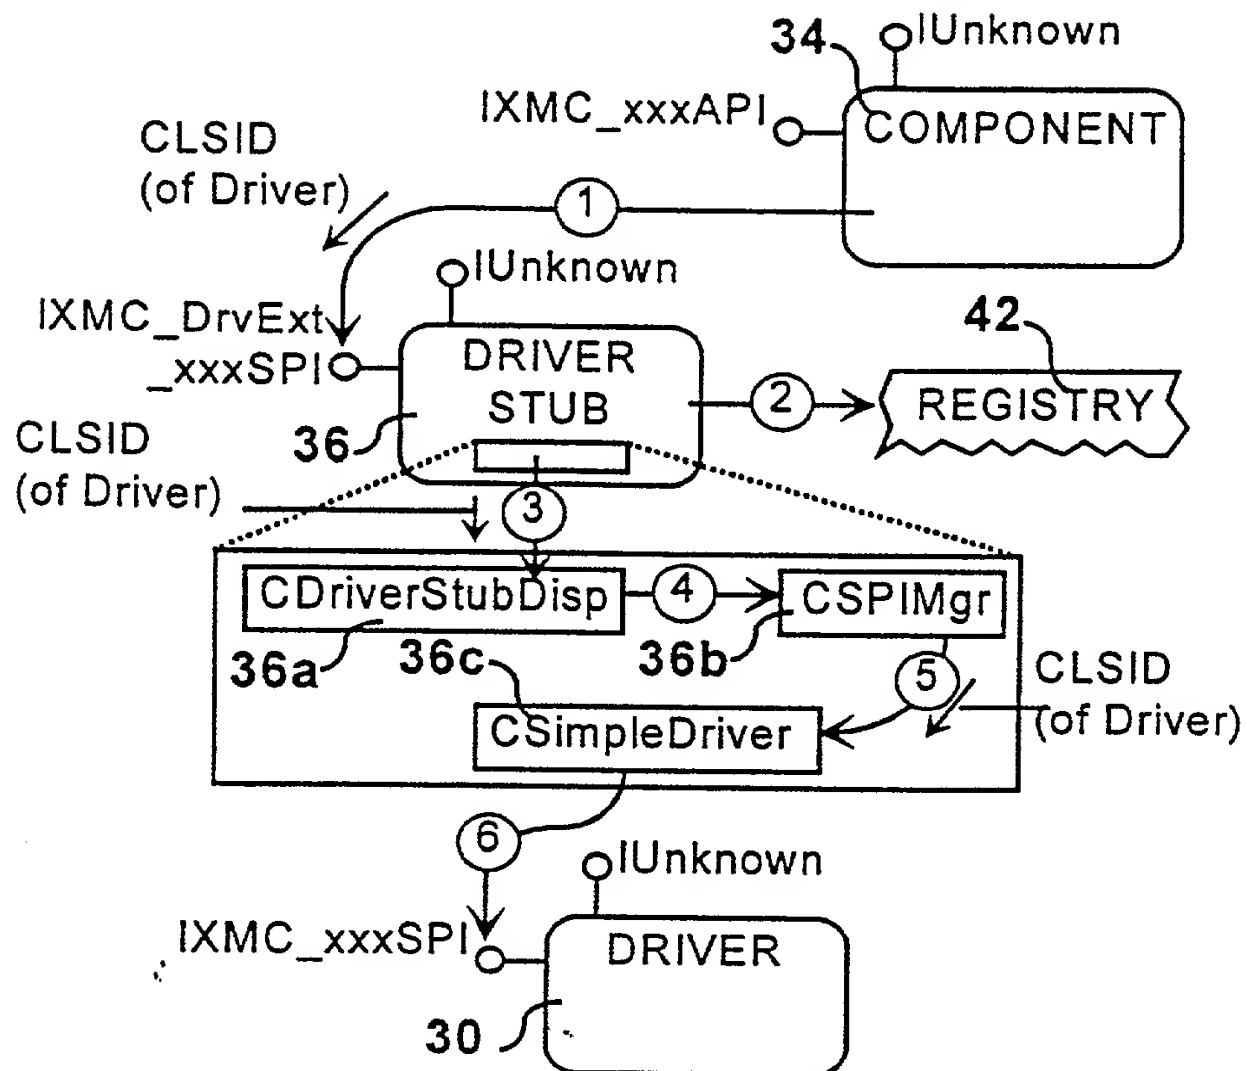 34
IUnknown
IXMC_xxxAPI
COMPONENT
CLSID
(of Driver)
1
IUnknown
IXMC_DrvExt
_xxxSPI
42
DRIVER
STUB
2
REGISTRY
36
CLSID
(of Driver)
3
CDriverStubDisp
4
CSPIMgr
36a
36c
36b
5
CLSID
(of Driver)
CSimpleDriver
6
IUnknown
IXMC_xxxSPI
DRIVER
30